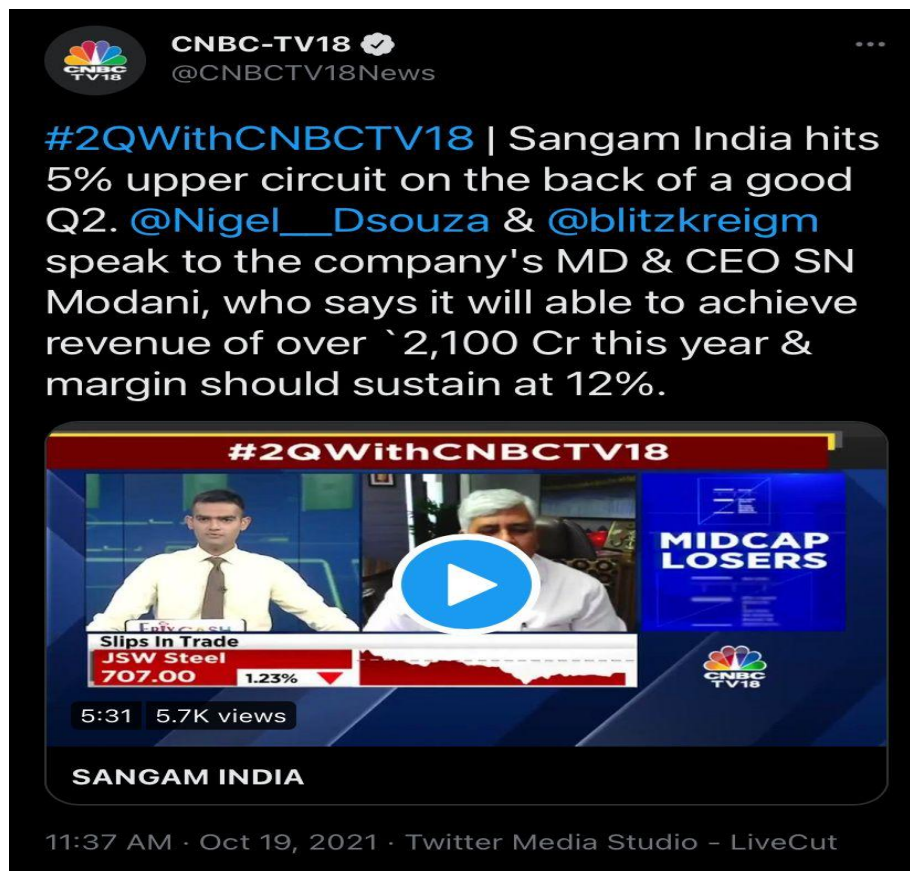 CNBC-TV18
@CNBCTV18News
CNBC
TV18
#2QWithCNBCTV18 | Sangam India hits
5% upper circuit on the back of a good
Q2. @Nigel__Dsouza & @blitzkreigm
speak to the company's MD & CEO SN
Modani, who says it will able to achieve
revenue of over `2,100 Cr this year &
margin should sustain at 12%.
#2QWithCNBCTV18
MIDCAP
LOSERS
Slips In Trade
JSW Steel
707.00 1.23%
CNBC
TV18
5:31 5.7K views
SANGAM INDIA
11:37 AM · Oct 19, 2021 · Twitter Media Studio - LiveCut